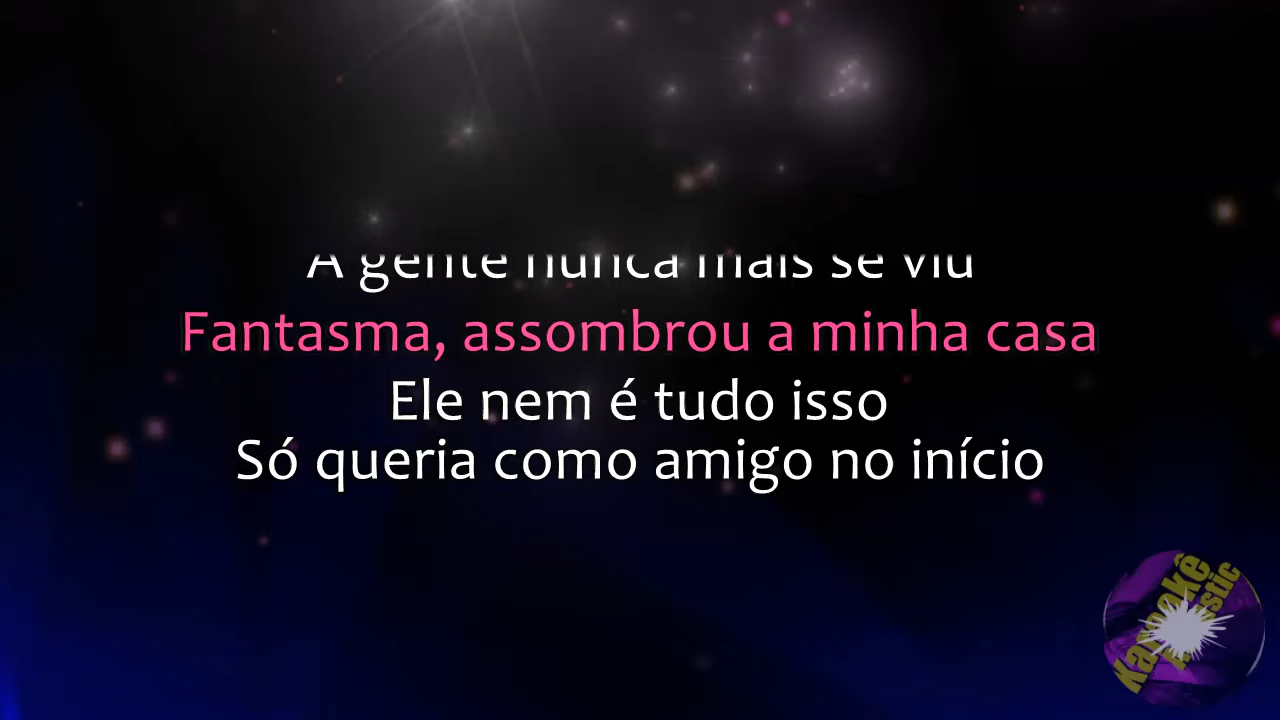 A gente nunca mais se viu
Fantasma, assombrou a minha casa
Ele nem é tudo isso
Só queria como amigo no início
Karaokê